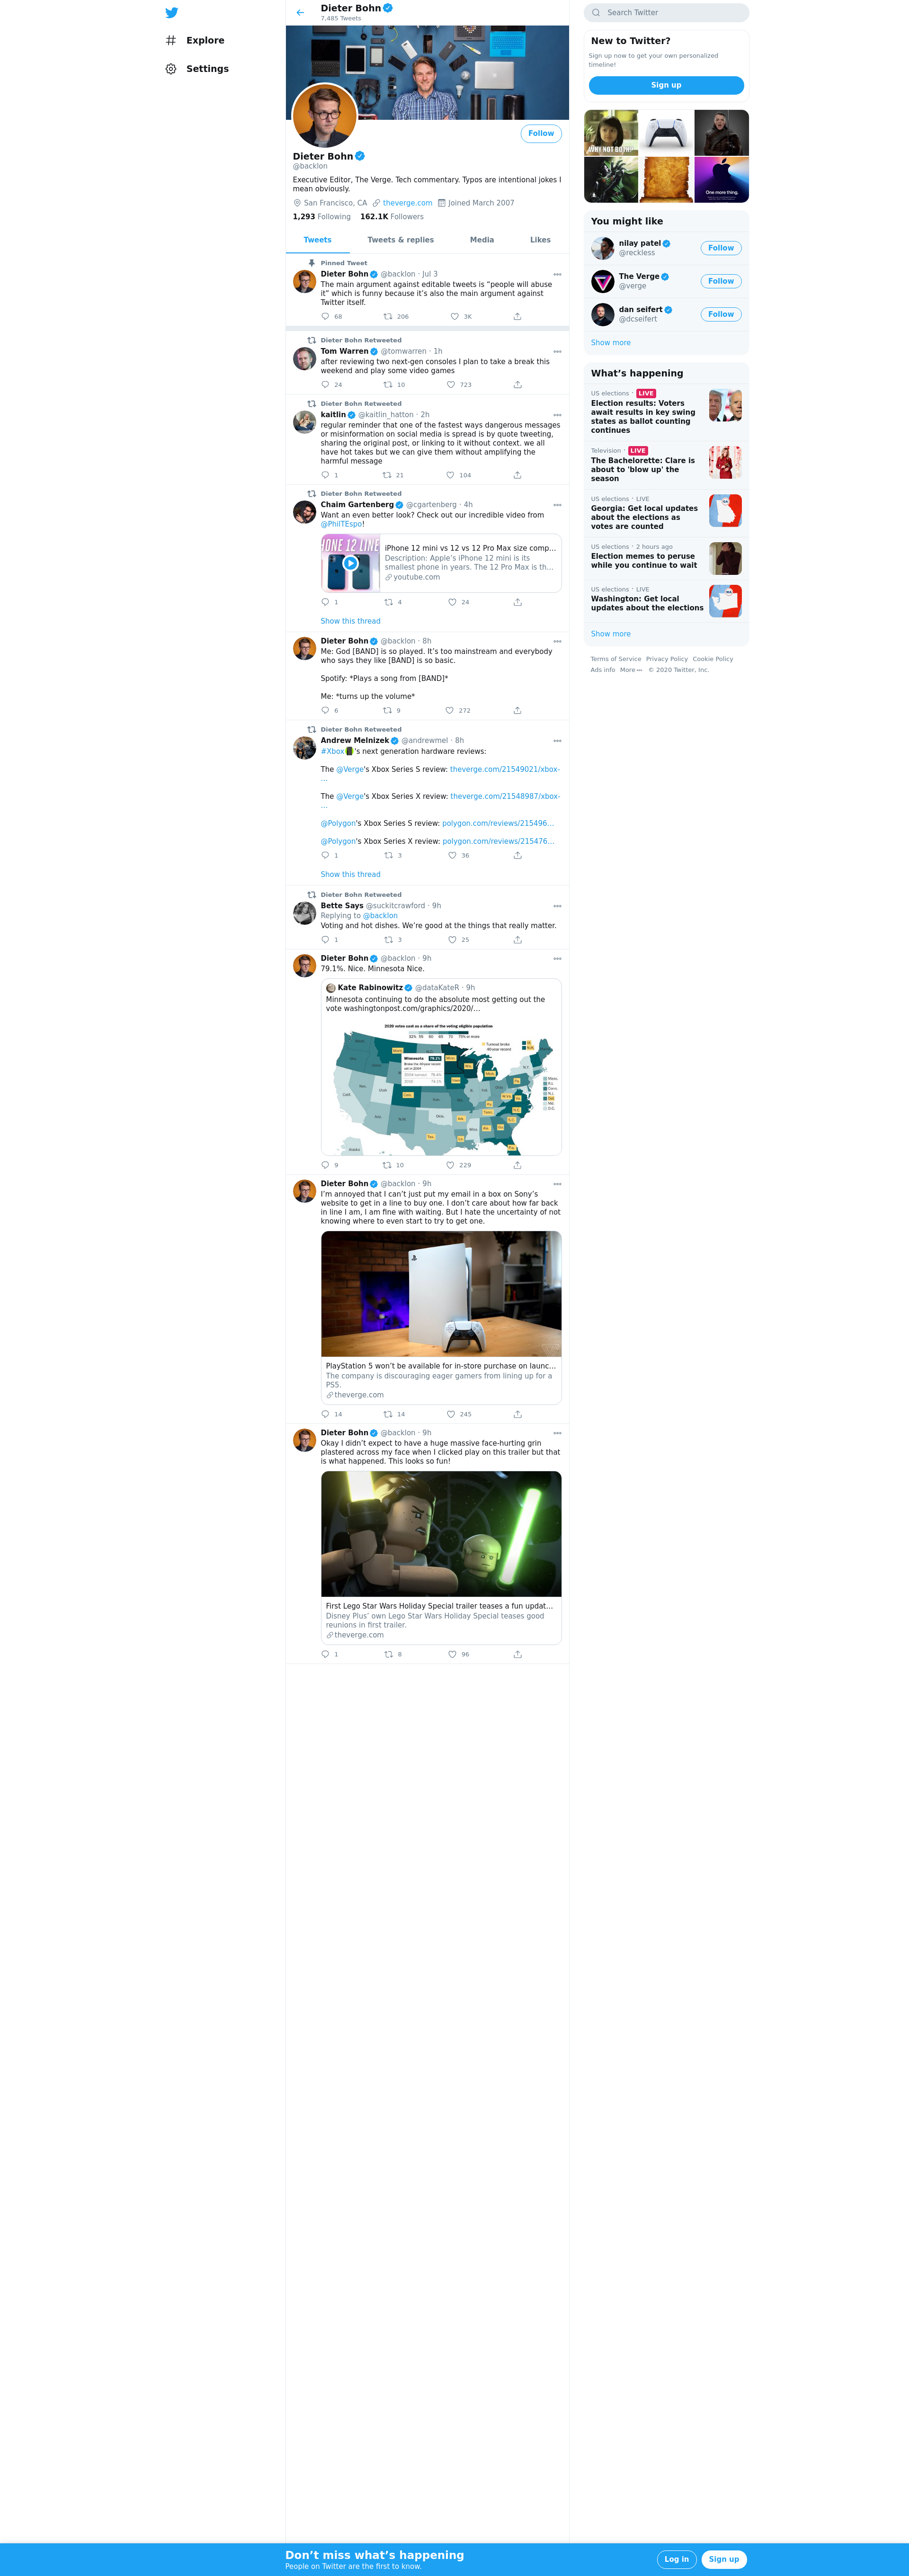 Explore
Settings
Dieter Bohn
7,485 Tweets
Follow
Dieter Bohn
@backlon
Executive Editor, The Verge. Tech commentary. Typos are intentional jokes I
mean obviously.
San Francisco, CA theverge.com Joined March 2007
1,293 Following 162.1K Followers
Tweets Tweets & replies Media Likes
Pinned Tweet
Dieter Bohn @backlon · Jul 3
The main argument against editable tweets is “people will abuse
it” which is funny because it’s also the main argument against
Twitter itself.
68 206 3K
Dieter Bohn Retweeted
Tom Warren @tomwarren · 1h
after reviewing two next-gen consoles I plan to take a break this
weekend and play some video games
24 10 723
Dieter Bohn Retweeted
kaitlin @kaitlin_hatton · 2h
regular reminder that one of the fastest ways dangerous messages
or misinformation on social media is spread is by quote tweeting,
sharing the original post, or linking to it without context. we all
have hot takes but we can give them without amplifying the
harmful message
1 21 104
Dieter Bohn Retweeted
Chaim Gartenberg @cgartenberg · 4h
Want an even better look? Check out our incredible video from
@PhilTEspo!
HONE 12 LINE
iPhone 12 mini vs 12 vs 12 Pro Max size comp…
Description: Apple’s iPhone 12 mini is its
smallest phone in years. The 12 Pro Max is th…
youtube.com
1 4 24
Show this thread
Dieter Bohn @backlon · 8h
Me: God [BAND] is so played. It’s too mainstream and everybody
who says they like [BAND] is so basic.
Spotify: *Plays a song from [BAND]*
Me: *turns up the volume*
6 9 272
Dieter Bohn Retweeted
Andrew Melnizek @andrewmel · 8h
#Xbox's next generation hardware reviews:
The @Verge's Xbox Series S review: theverge.com/21549021/xbox-
…
The @Verge's Xbox Series X review: theverge.com/21548987/xbox-
…
@Polygon's Xbox Series S review: polygon.com/reviews/215496…
@Polygon's Xbox Series X review: polygon.com/reviews/215476…
1 3 36
Show this thread
Dieter Bohn Retweeted
Bette Says @suckitcrawford · 9h
Replying to @backlon
Voting and hot dishes. We’re good at the things that really matter.
1 3 25
Dieter Bohn @backlon · 9h
79.1%. Nice. Minnesota Nice.
Kate Rabinowitz @dataKateR · 9h
Minnesota continuing to do the absolute most getting out the
vote washingtonpost.com/graphics/2020/…
2020 votes cast as a share of the voting eligible population
Minnesota 79.1%
9 10 229
Dieter Bohn @backlon · 9h
I’m annoyed that I can’t just put my email in a box on Sony’s
website to get in a line to buy one. I don’t care about how far back
in line I am, I am fine with waiting. But I hate the uncertainty of not
knowing where to even start to try to get one.
PlayStation 5 won’t be available for in-store purchase on launc…
The company is discouraging eager gamers from lining up for a
PS5.
theverge.com
14 14 245
Dieter Bohn @backlon · 9h
Okay I didn’t expect to have a huge massive face-hurting grin
plastered across my face when I clicked play on this trailer but that
is what happened. This looks so fun!
First Lego Star Wars Holiday Special trailer teases a fun updat…
Disney Plus’ own Lego Star Wars Holiday Special teases good
reunions in first trailer.
theverge.com
1 8 96
Search Twitter
New to Twitter?
Sign up now to get your own personalized
timeline!
Sign up
WHY NOT BOTH?
One more thing.
You might like
nilay patel
@reckless
Follow
The Verge
@verge
Follow
dan seifert
@dcseifert
Follow
Show more
What’s happening
US elections · LIVE
Election results: Voters
await results in key swing
states as ballot counting
continues
Television · LIVE
The Bachelorette: Clare is
about to 'blow up' the
season
US elections · LIVE
Georgia: Get local updates
about the elections as
votes are counted
US elections · 2 hours ago
Election memes to peruse
while you continue to wait
US elections · LIVE
Washington: Get local
updates about the elections
Show more
Terms of Service Privacy Policy Cookie Policy
Ads info More © 2020 Twitter, Inc.
Don’t miss what’s happening
People on Twitter are the first to know.
Log in
Sign up